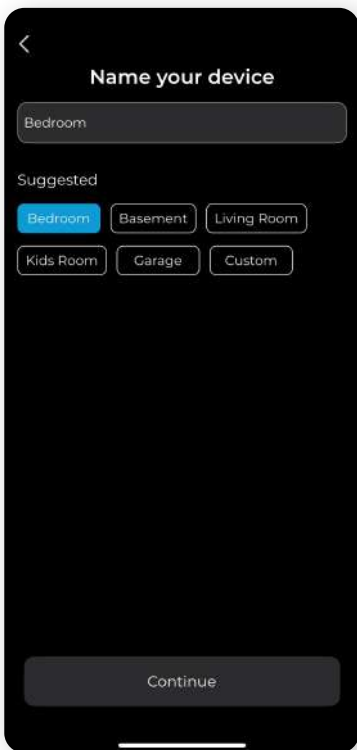 Name your device
Bedroom
Suggested
Bedroom Basement Living Room
Kids Room Garage Custom
Continue